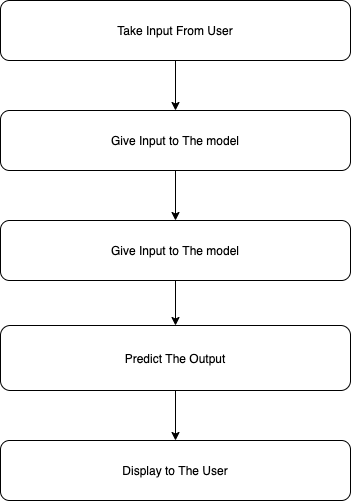 Take Input From User
Give Input to The model
Give Input to The model
Predict The Output
Display to The User